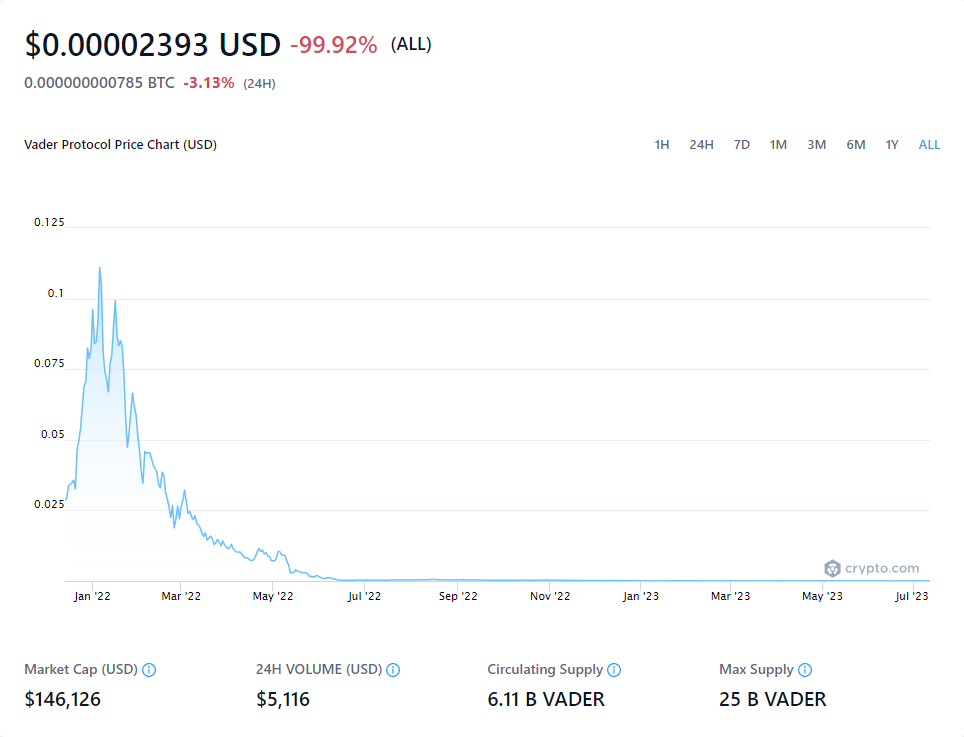 $0.00002393 USD -99.92% (ALL)
0.000000000785 BTC -3.13% (24H)
Vader Protocol Price Chart (USD) 1H 24H 7D 1M 3M 6M 1Y ALL
0.125
0.1
0.075
0.05
0.025
crypto.com
Jan '22 Mar '22 May '22 Jul '22 Sep '22 Nov '22 Jan '23 Mar '23 May '23 Jul '23
Market Cap (USD) 24H VOLUME (USD) Circulating Supply Max Supply
$146,126 $5,116 6.11 B VADER 25 B VADER